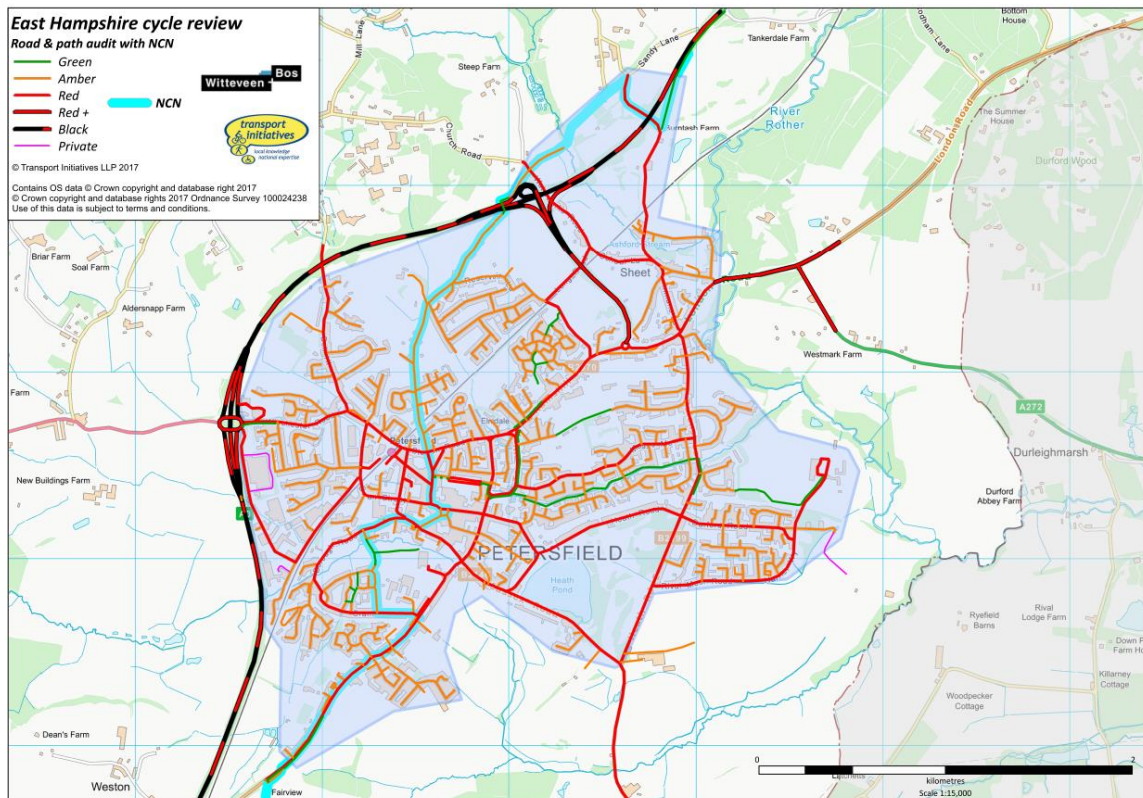 East Hampshire cycle review
Road & path audit with NCN
Green
Amber
Red
Red +
Black
Private
NCN
Witteveen + Bos
transport
initiatives
local knowledge
national expertise
© Transport Initiatives LLP 2017
Contains OS data © Crown copyright and database right 2017
© Crown copyright and database rights 2017 Ordnance Survey 100024238
Use of this data is subject to terms and conditions.
Mill Lane
Steep Farm
Church Road
Sandy Lane
Tankerdale Farm
Bottom
House
River
Rother
London Road
The Summer
House
Durford Wood
Briar Farm
Soal Farm
Aldersnapp Farm
Ashford Stream
Sheet
Westmark Farm
A272
Durleighmarsh
Farm
New Buildings Farm
Durford
Abbey Farm
PETERSFIELD
Heath
Pond
Ryefield
Barns
Rival
Lodge Farm
Killarney
Cottage
Woodpecker
Cottage
Dean's Farm
Weston
Fairview
0
2
kilometres
Scale 1:15,000